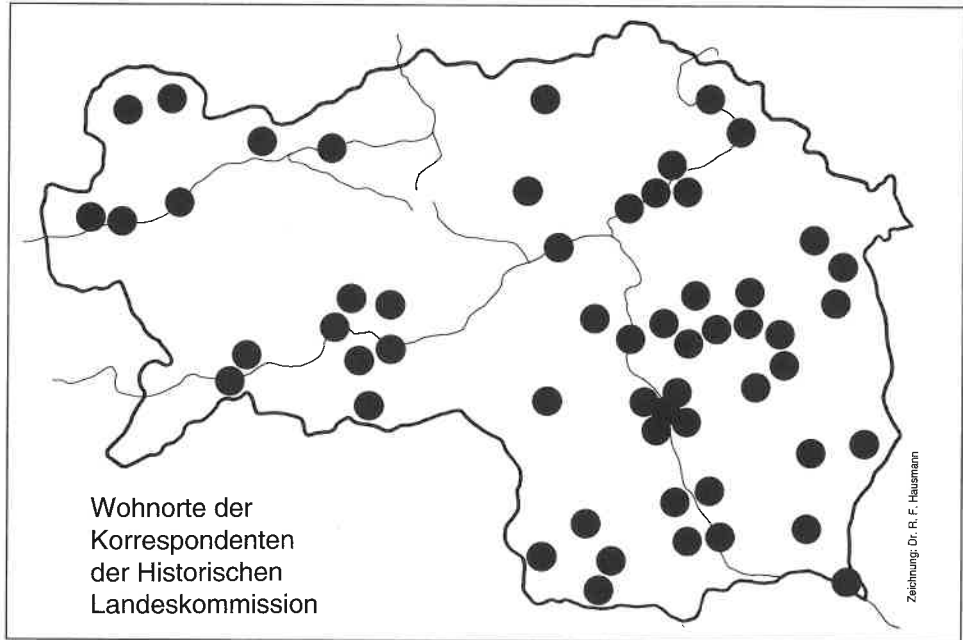 Wohnorte der
Korrespondenten
der Historischen
Landeskommission
Zeichnung: Dr. R. F. Hausmann